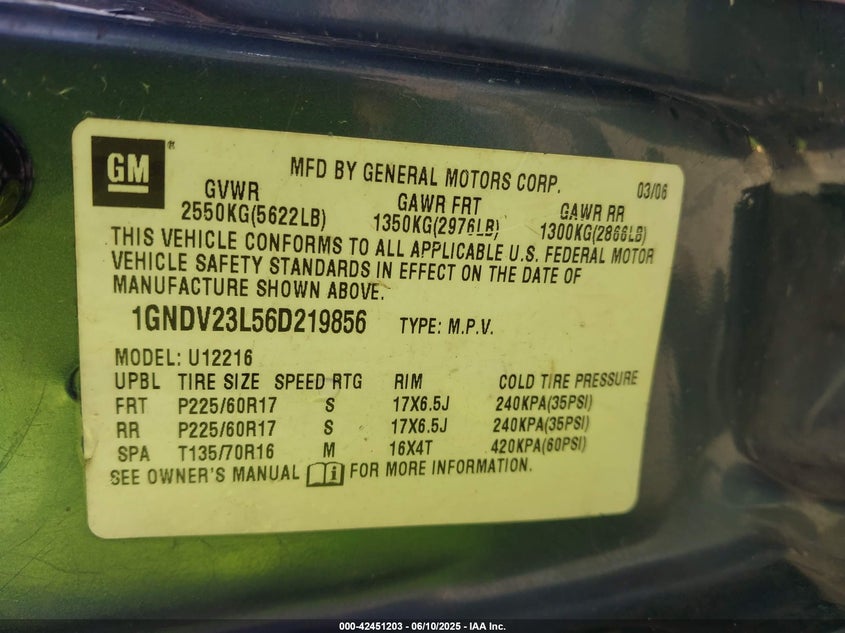 GM ® MFD BY GENERAL MOTORS CORP. 03/06
GVWR GAWR FRT GAWR RR
2550KG(5622LB) 1350KG(2976LB) 1300KG(2866LB)
THIS VEHICLE CONFORMS TO ALL APPLICABLE U.S. FEDERAL MOTOR
VEHICLE SAFETY STANDARDS IN EFFECT ON THE DATE OF
MANUFACTURE SHOWN ABOVE.
1GNDV23L56D219856 TYPE: M.P.V.
MODEL: U12216
UPBL TIRE SIZE SPEED RTG RIM COLD TIRE PRESSURE
FRT P225/60R17 S 17X6.5J 240KPA(35PSI)
RR P225/60R17 S 17X6.5J 240KPA(35PSI)
SPA T135/70R16 M 16X4T 420KPA(60PSI)
SEE OWNER'S MANUAL i FOR MORE INFORMATION.
000-42451203 - 06/10/2025 - IAA Inc.